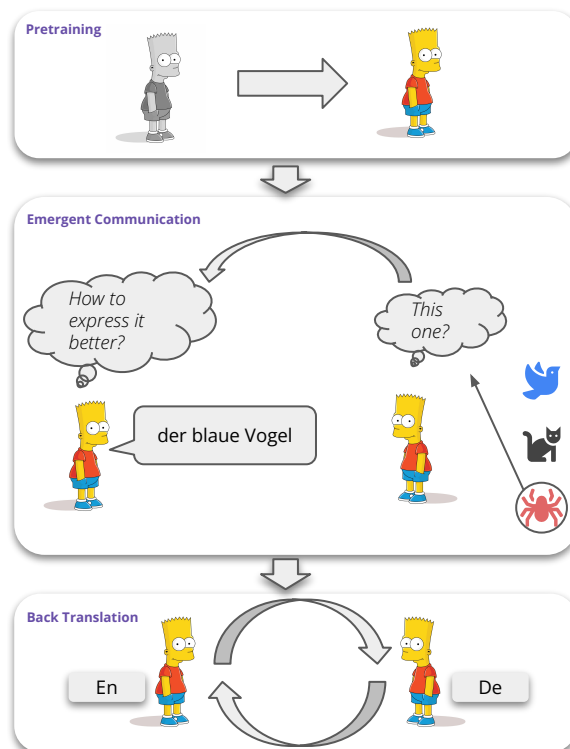 Pretraining
Emergent Communication
How to
express it
better?
This
one?
der blaue Vogel
Back Translation
En
De